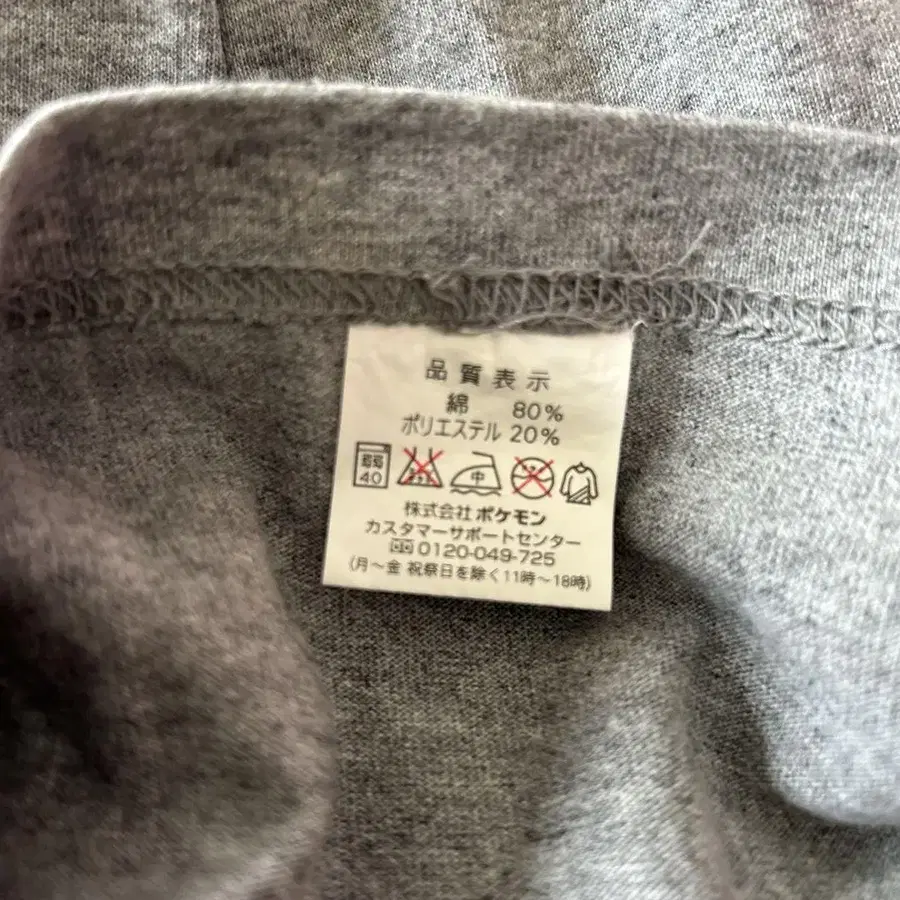 品質表示
綿 80%
ポリエステル 20%
弱 40 中
株式会社 ポケモン
カスタマーサポートセンター
0120-049-725
(月～金 祝祭日を除く11時～18時)